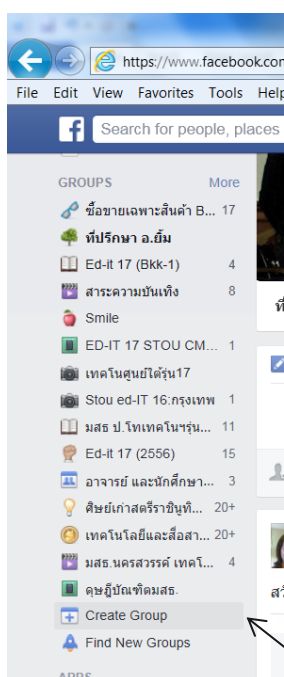 https://www.facebook.com
File Edit View Favorites Tools Help
f Search for people, places
GROUPS More
ซื้อขายเฉพาะสินค้า B... 17
ที่ปรึกษา อ.ยิ้ม
Ed-it 17 (Bkk-1) 4
สาระความบันเทิง 8
Smile
ED-IT 17 STOU CM... 1
เทคโนศูนย์ใต้รุ่น17
Stou ed-IT 16:กรุงเทพ 1
มสธ ป.โทเทคโนฯรุ่น... 11
Ed-it 17 (2556) 15
อาจารย์ และนักศึกษา... 3
ศิษย์เก่าสตรีราชินูทิ... 20+
เทคโนโลยีและสื่อสา... 20+
มสธ.นครสวรรค์ เทคโ... 4
ดุษฎีบัณฑิตมสธ.
Create Group
Find New Groups
APPS